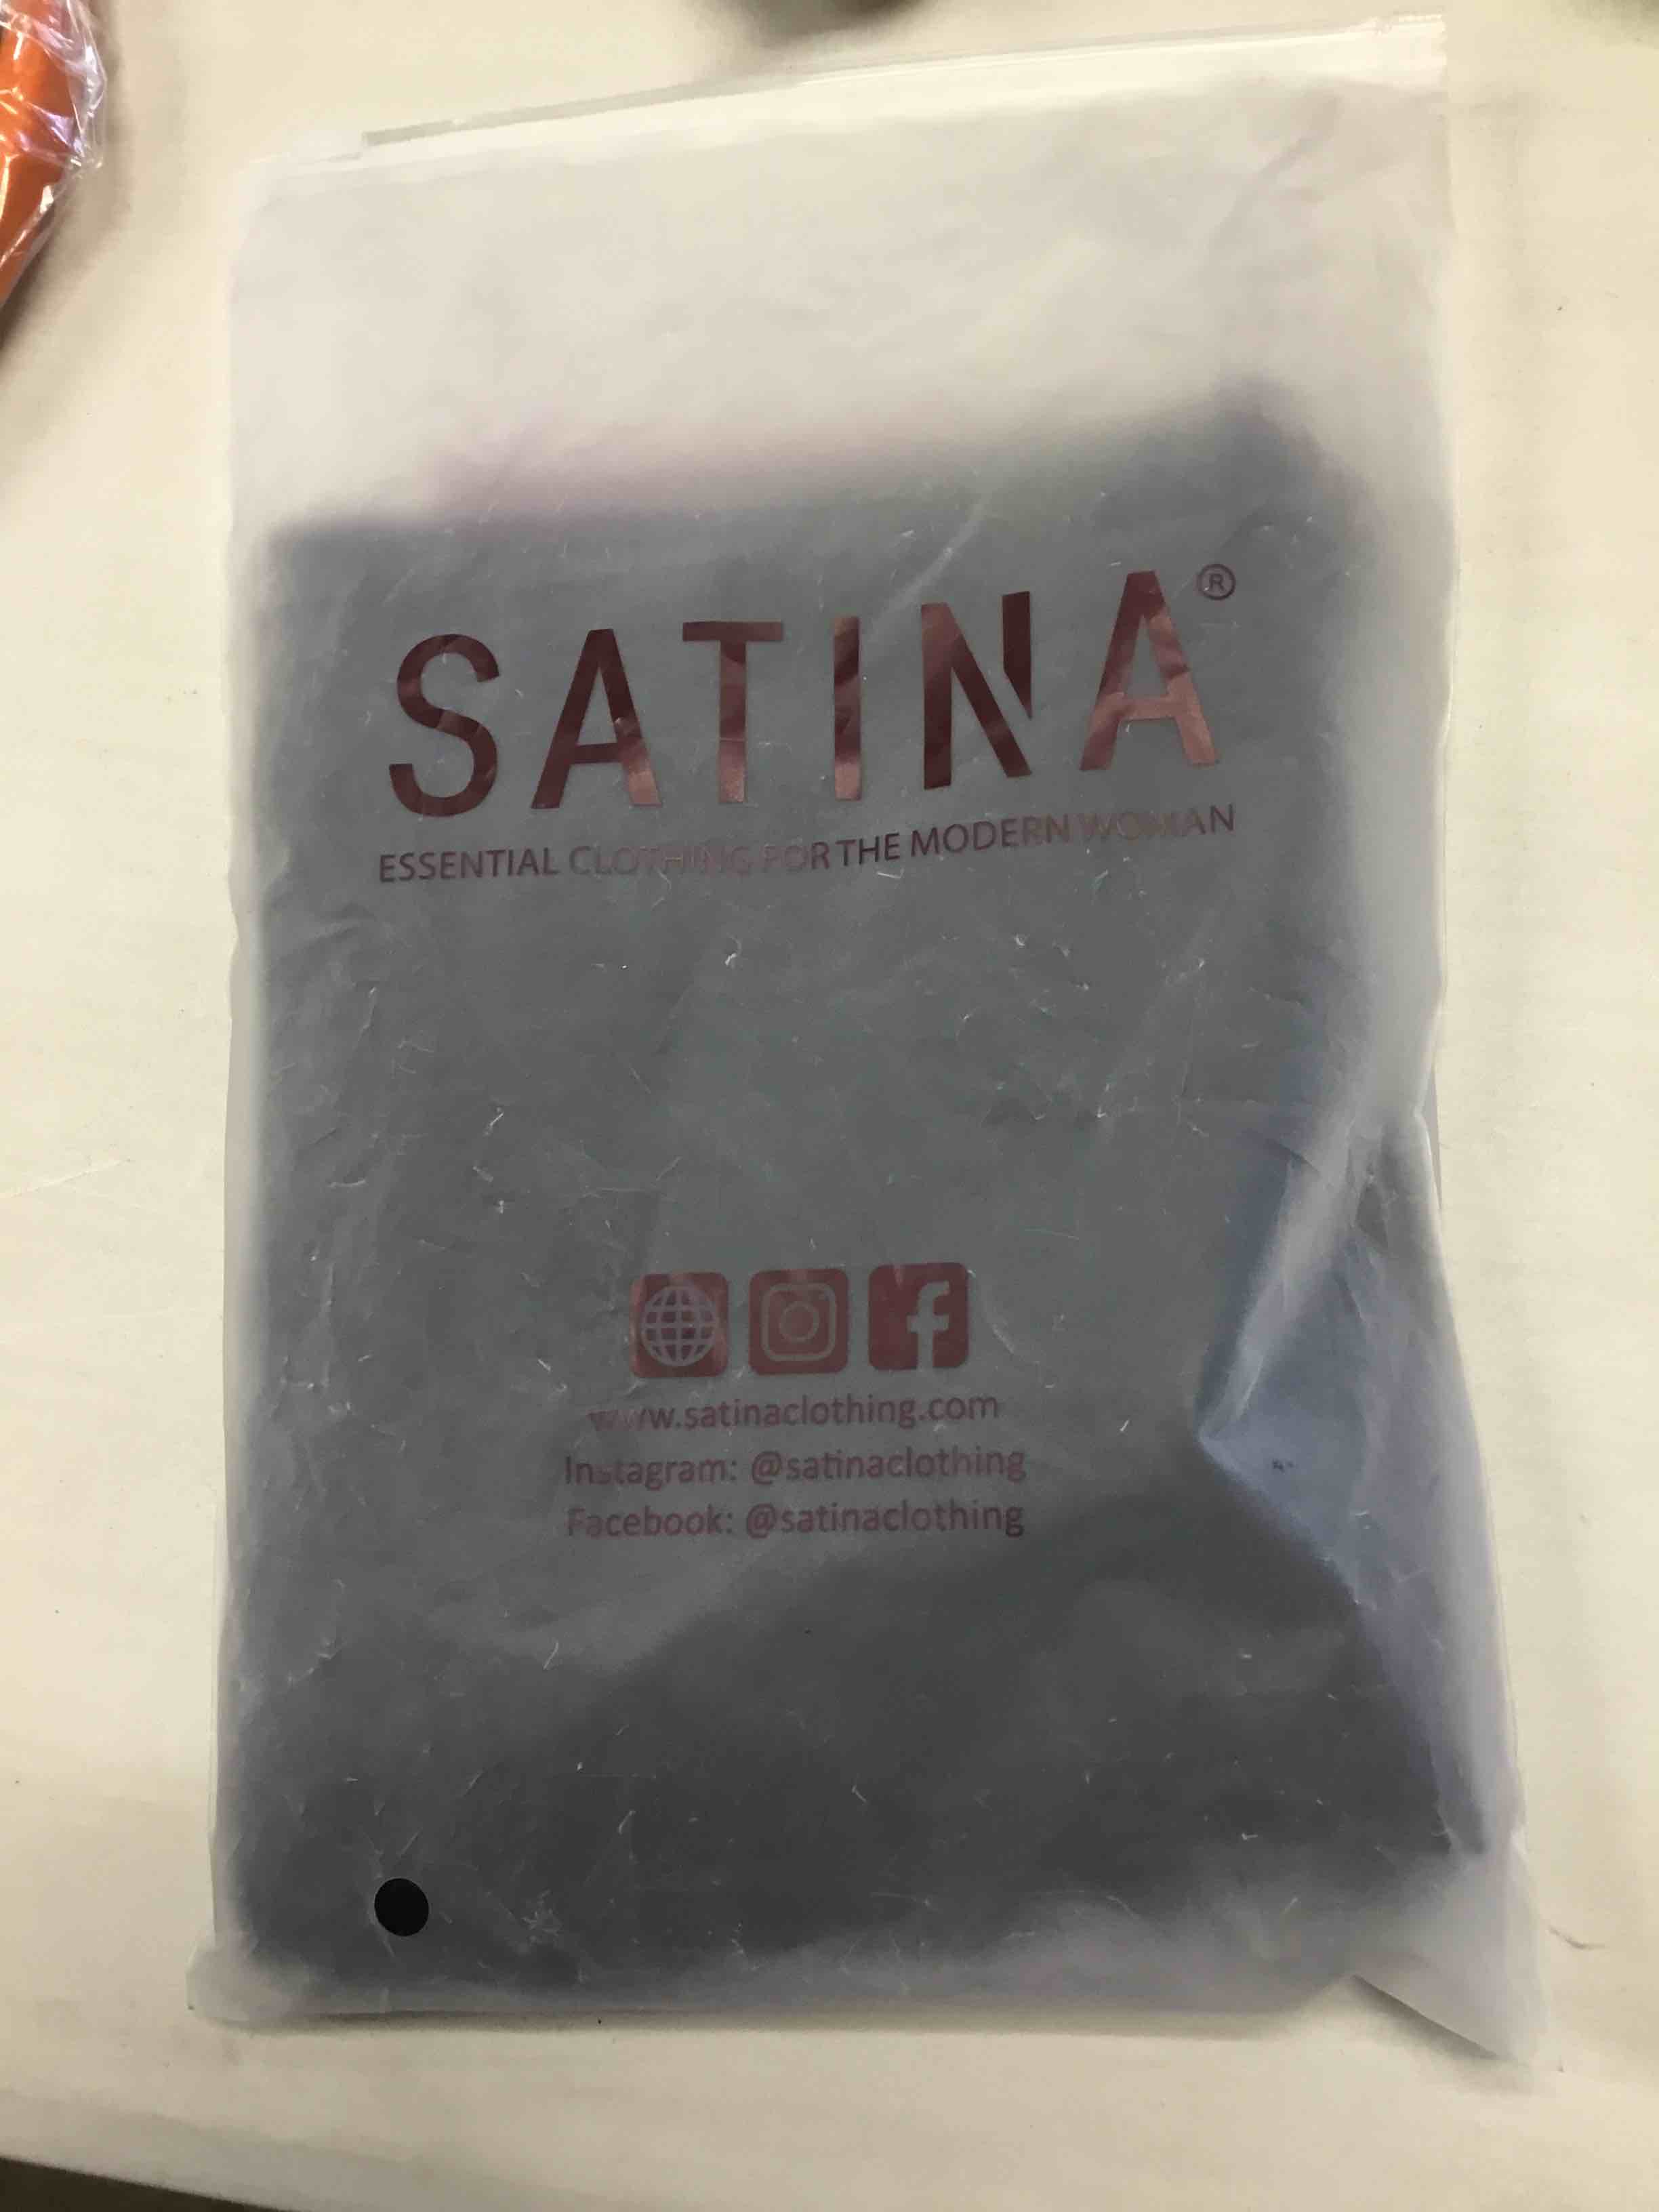 SATINA®
ESSENTIAL CLOTHING FOR THE MODERN WOMAN
www.satinaclothing.com
Instagram: @satinaclothing
Facebook: @satinaclothing